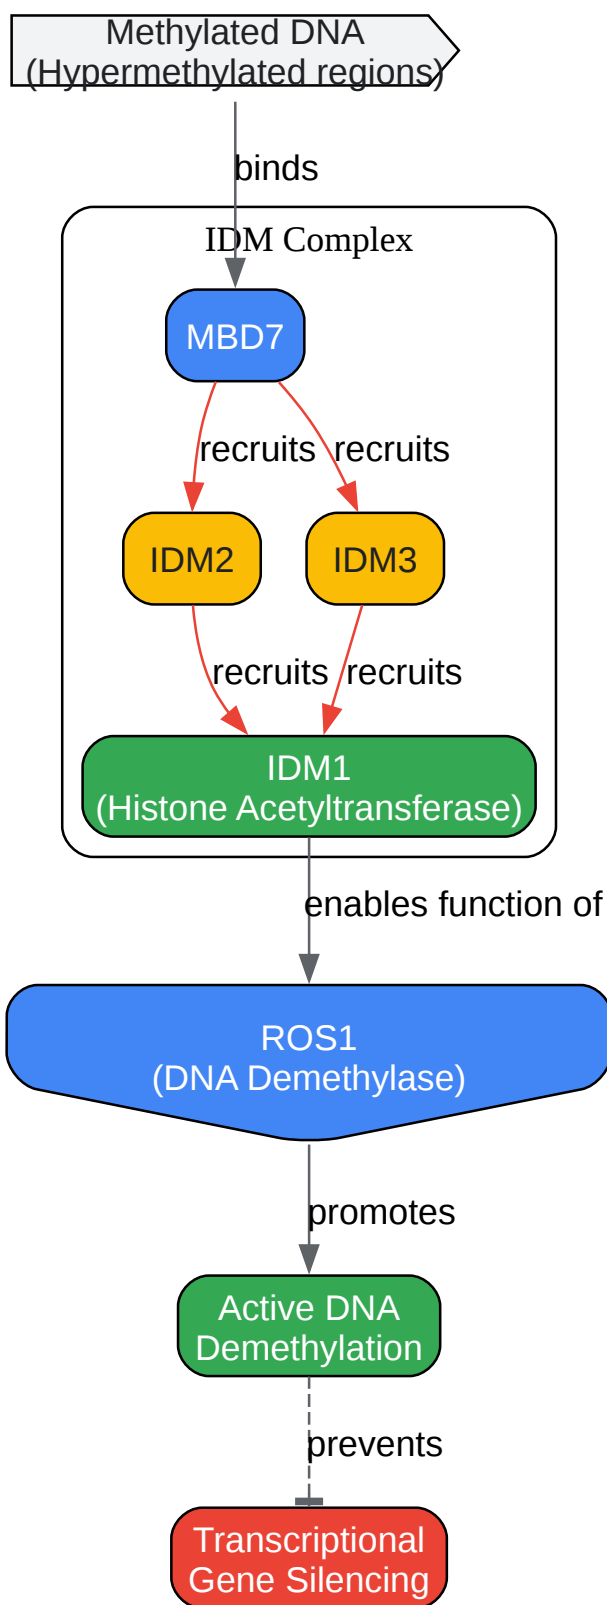 Methylated DNA
(Hypermethylated regions)
binds
IDM Complex
MBD7
recruits recruits
IDM2 IDM3
recruits recruits
IDM1
(Histone Acetyltransferase)
enables function of
ROS1
(DNA Demethylase)
promotes
Active DNA
Demethylation
prevents
Transcriptional
Gene Silencing